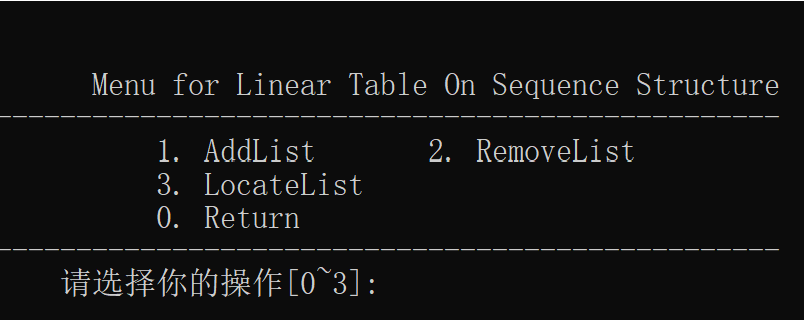 Menu for Linear Table On Sequence Structure
-------------------------------------------------
1. AddList 2. RemoveList
3. LocateList
0. Return
-------------------------------------------------
请选择你的操作[0~3]: